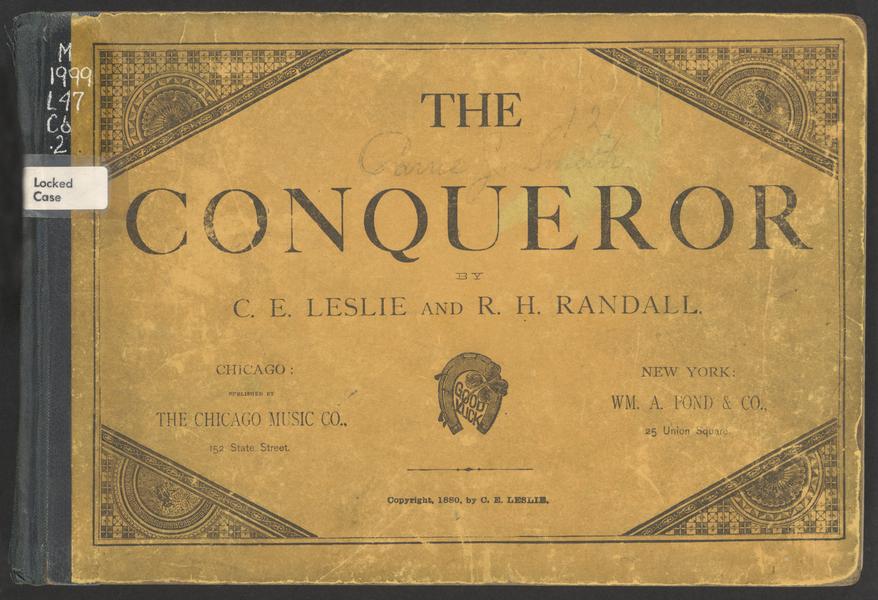 M
1999
L47
C6
.2
Locked
Case
THE
CONQUEROR
BY
C. E. LESLIE AND R. H. RANDALL.
CHICAGO:
PUBLISHED BY
THE CHICAGO MUSIC CO.,
152 State Street.
GOOD
LUCK
NEW YORK:
WM. A. POND & CO.,
25 Union Square.
Copyright, 1880, by C. E. LESLIE.